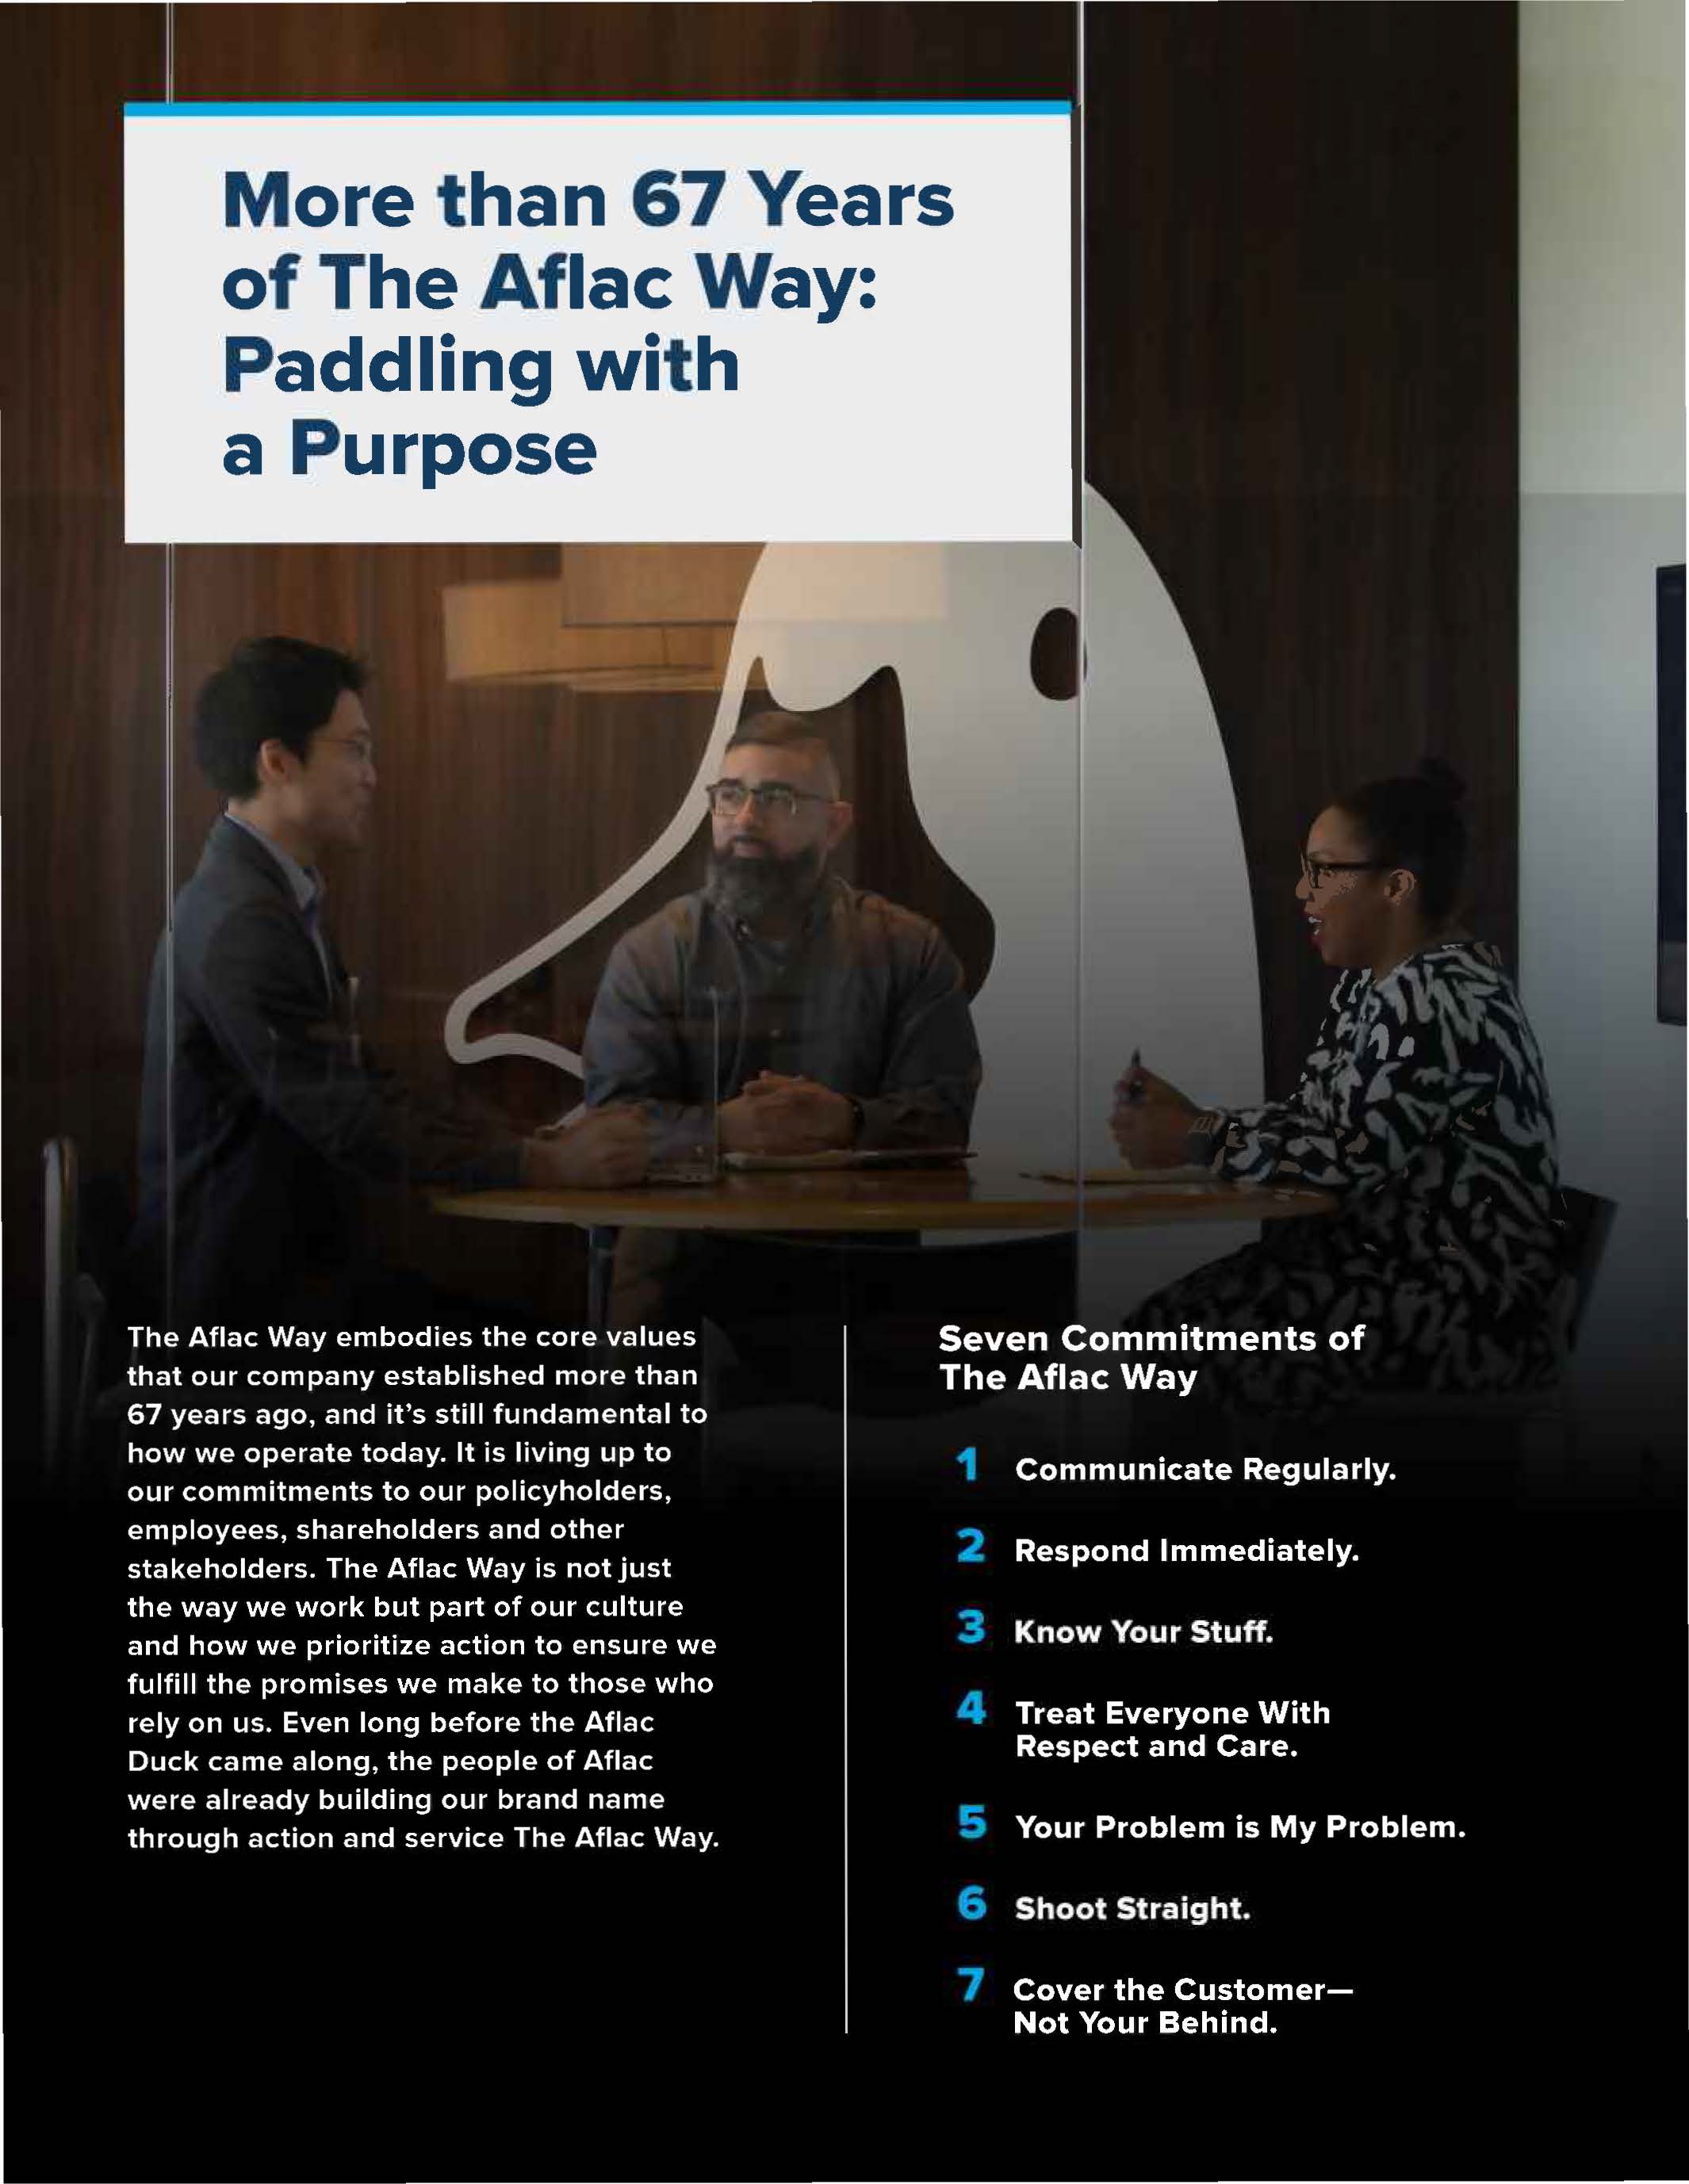 More than 67 Years
of The Aflac Way:
Paddling with
a Purpose
The Aflac Way embodies the core values
that our company established more than
67 years ago, and it's still fundamental to
how we operate today. It is living up to
our commitments to our policyholders,
employees, shareholders and other
stakeholders. The Aflac Way is not just
the way we work but part of our culture
and how we prioritize action to ensure we
fulfill the promises we make to those who
rely on us. Even long before the Aflac
Duck came along, the people of Aflac
were already building our brand name
through action and service The Aflac Way.
Seven Commitments of
The Aflac Way
1 Communicate Regularly.
2 Respond Immediately.
3 Know Your Stuff.
4 Treat Everyone With
Respect and Care.
5 Your Problem is My Problem.
6 Shoot Straight.
7 Cover the Customer—
Not Your Behind.